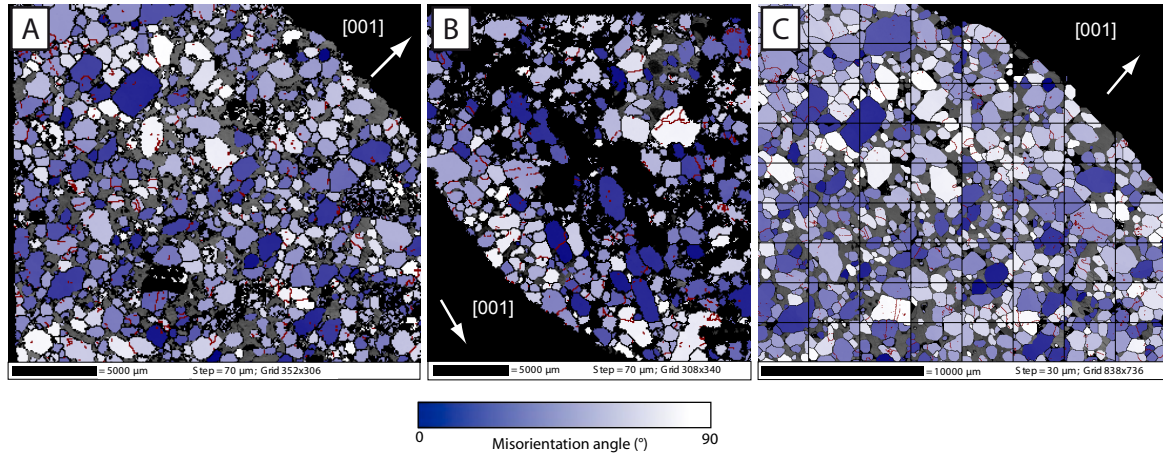 A
[001]
B
[001]
C
[001]
= 5000 µm Step = 70 µm; Grid 352x306
= 5000 µm Step = 70 µm; Grid 308x340
= 10000 µm Step = 30 µm; Grid 838x736
0 90
Misorientation angle (°)